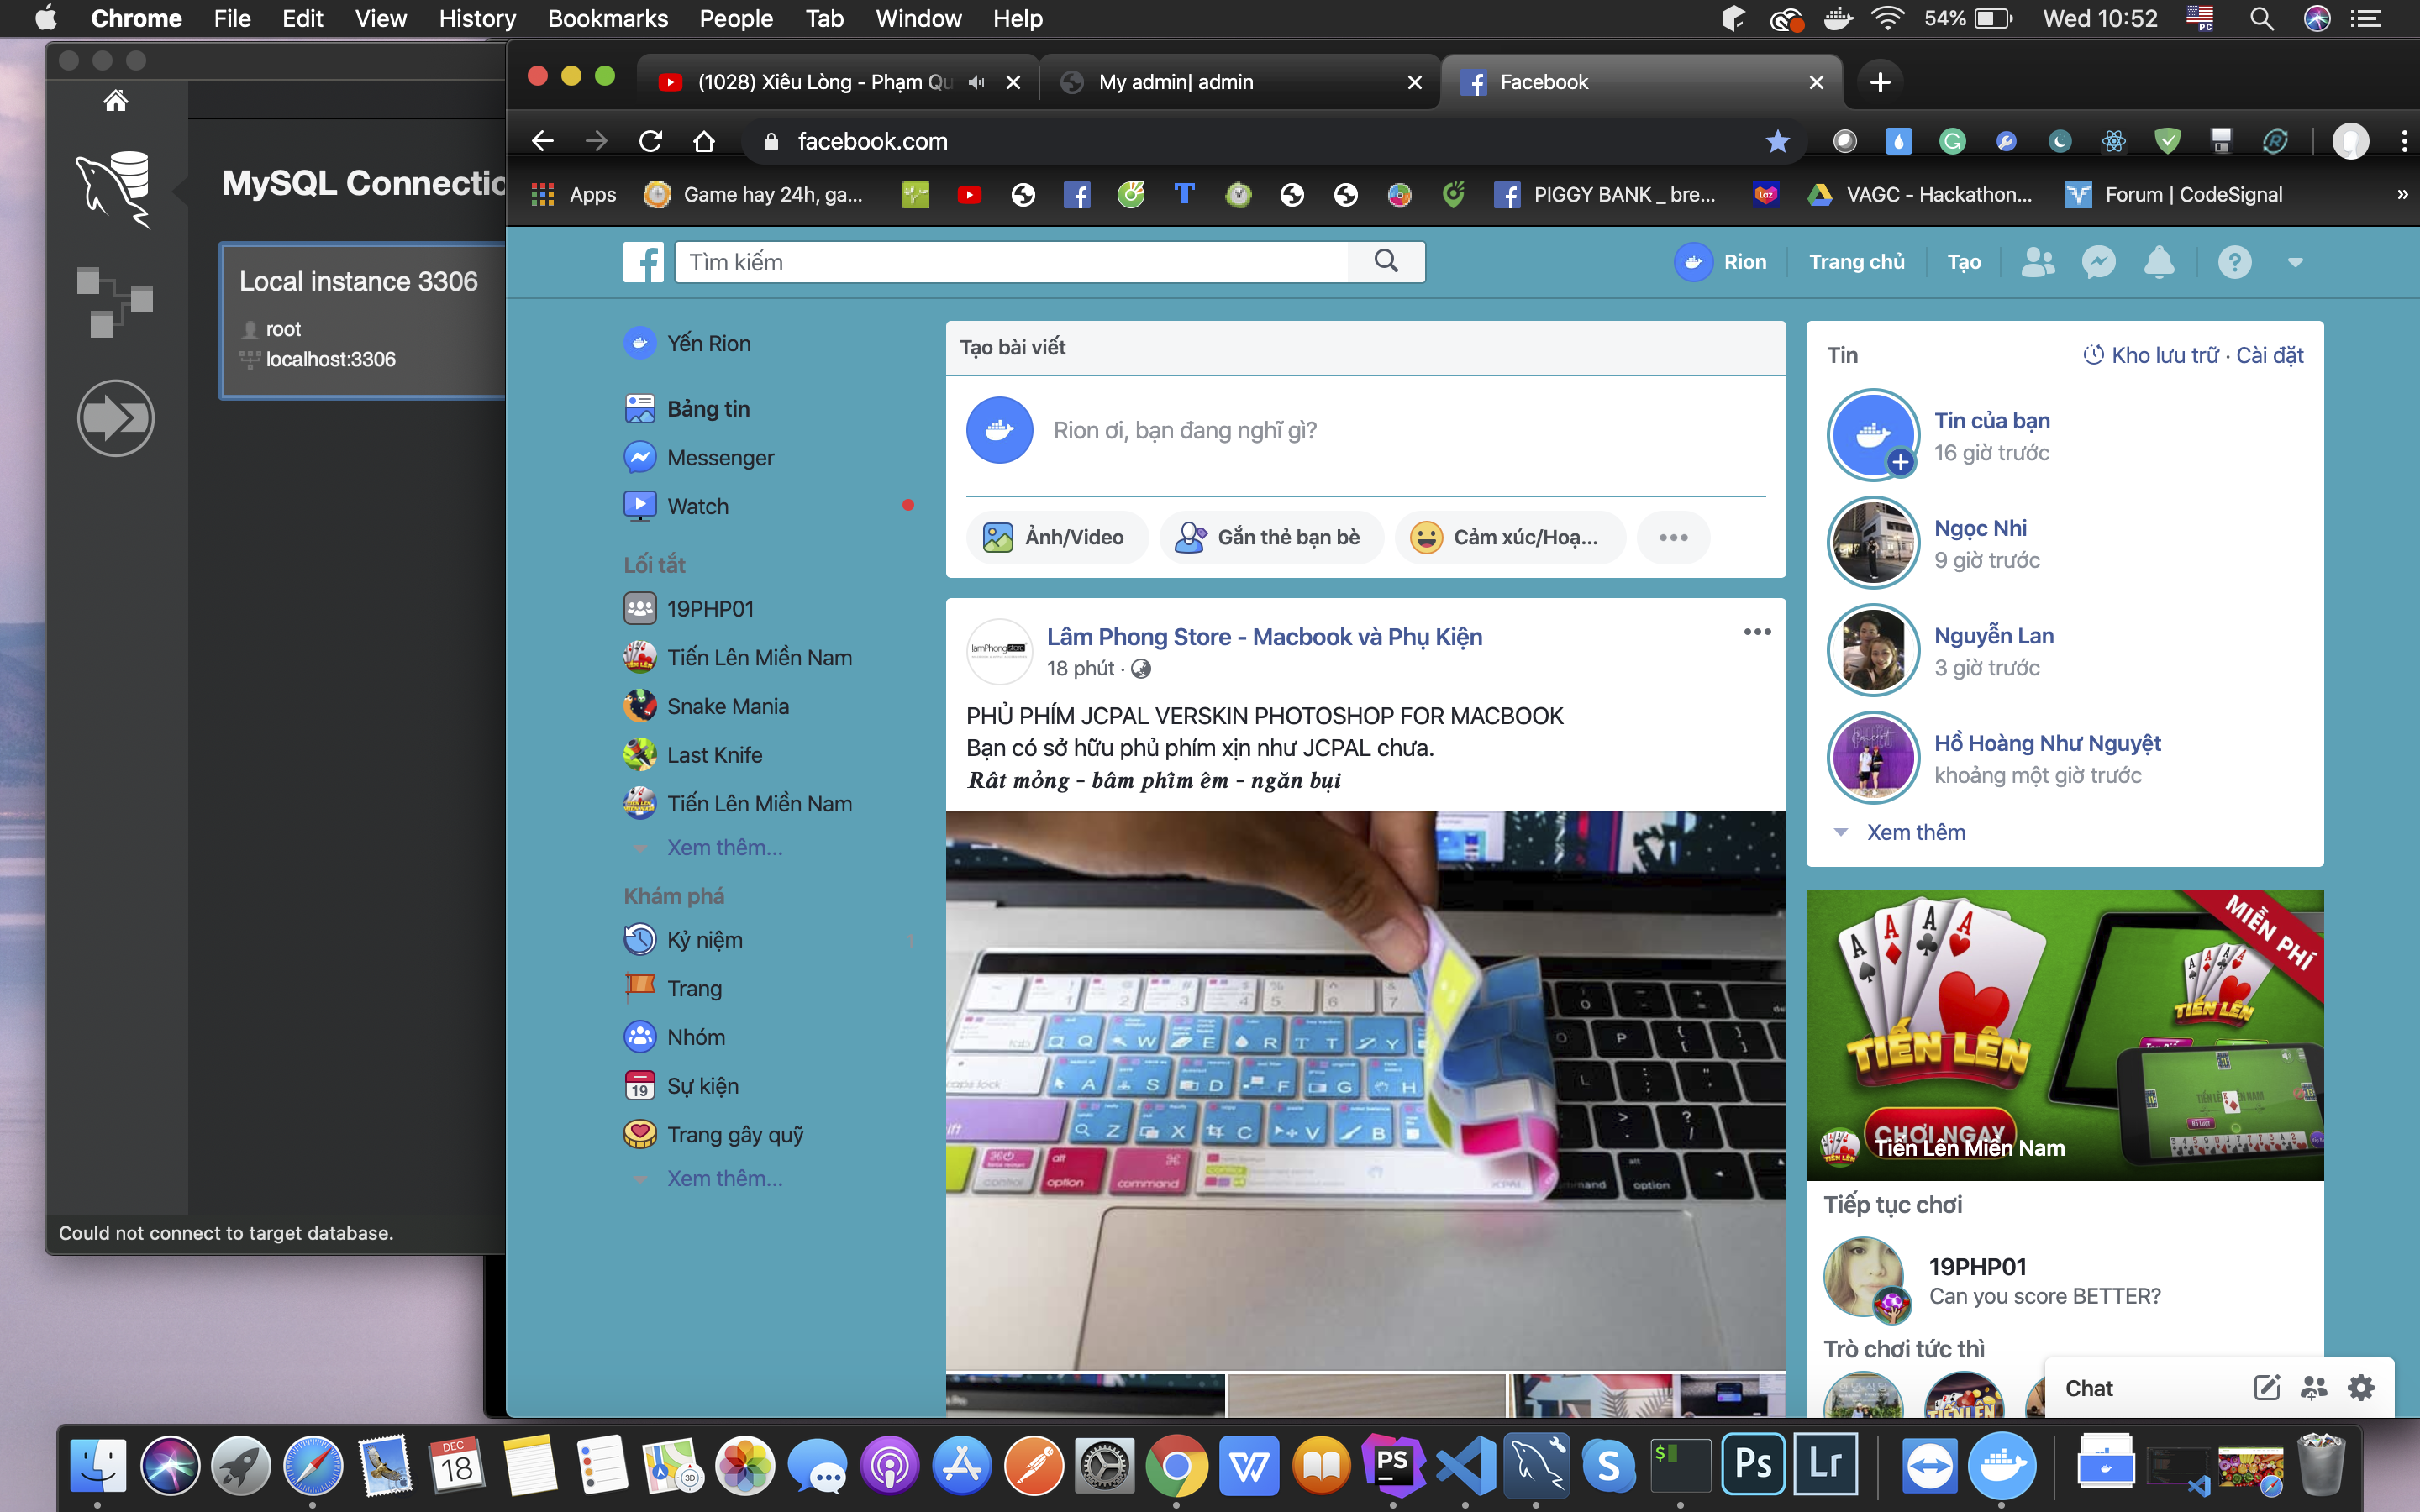 Chrome File Edit View History Bookmarks People Tab Window Help
54% Wed 10:52
PC
MySQL Connectio
Local instance 3306
root
localhost:3306
Could not connect to target database.
(1028) Xiêu Lòng - Phạm Qu
My admin| admin
Facebook
facebook.com
Apps
Game hay 24h, ga...
PIGGY BANK _ bre...
VAGC - Hackathon...
Forum | CodeSignal
Tìm kiếm
Rion
Trang chủ
Tạo
Yến Rion
Bảng tin
Messenger
Watch
Lối tắt
19PHP01
Tiến Lên Miền Nam
Snake Mania
Last Knife
Tiến Lên Miền Nam
Xem thêm...
Khám phá
Kỷ niệm
1
Trang
Nhóm
Sự kiện
Trang gây quỹ
Xem thêm...
Tạo bài viết
Rion ơi, bạn đang nghĩ gì?
Ảnh/Video
Gắn thẻ bạn bè
Cảm xúc/Hoạ...
Lâm Phong Store - Macbook và Phụ Kiện
18 phút ·
PHỦ PHÍM JCPAL VERSKIN PHOTOSHOP FOR MACBOOK
Bạn có sở hữu phủ phím xịn như JCPAL chưa.
Rất mỏng - bấm phím êm - ngăn bụi
Tin
Kho lưu trữ · Cài đặt
Tin của bạn
16 giờ trước
Ngọc Nhi
9 giờ trước
Nguyễn Lan
3 giờ trước
Hồ Hoàng Như Nguyệt
khoảng một giờ trước
Xem thêm
MIỄN PHÍ
TIẾN LÊN
CHƠI NGAY
Tiến Lên Miền Nam
Tiếp tục chơi
19PHP01
Can you score BETTER?
Trò chơi tức thì
Chat
DEC
18
PS
Ps
Lr